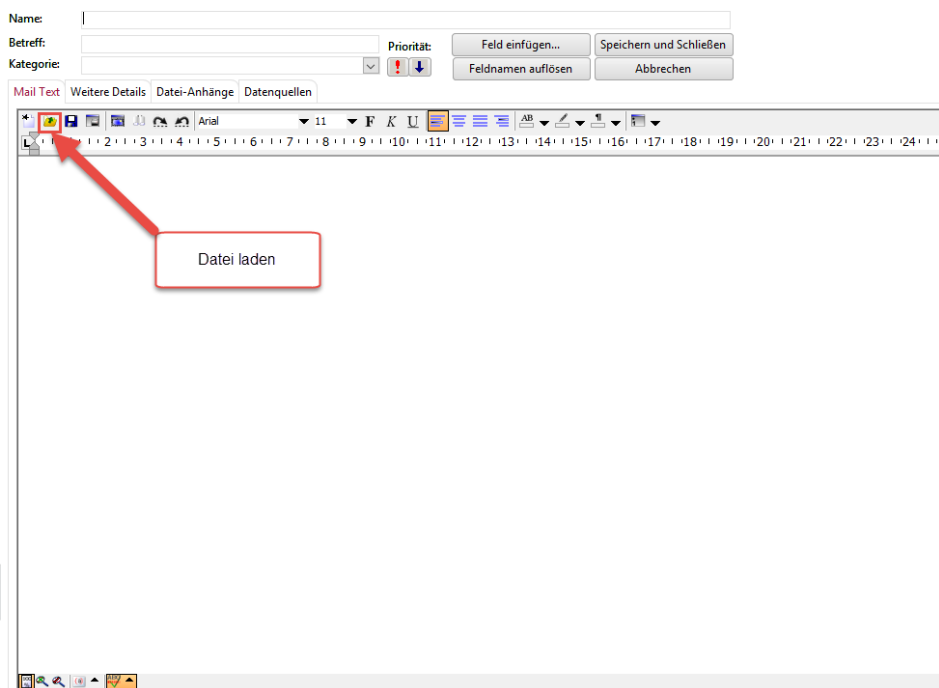 Name:
Betreff:
Priorität:
Feld einfügen...
Speichern und Schließen
Kategorie:
Feldnamen auflösen
Abbrechen
Mail Text Weitere Details Datei-Anhänge Datenquellen
Arial 11 F K U AB
L 2 3 4 5 6 7 8 9 10 11 12 13 14 15 16 17 18 19 20 21 22 23 24
Datei laden